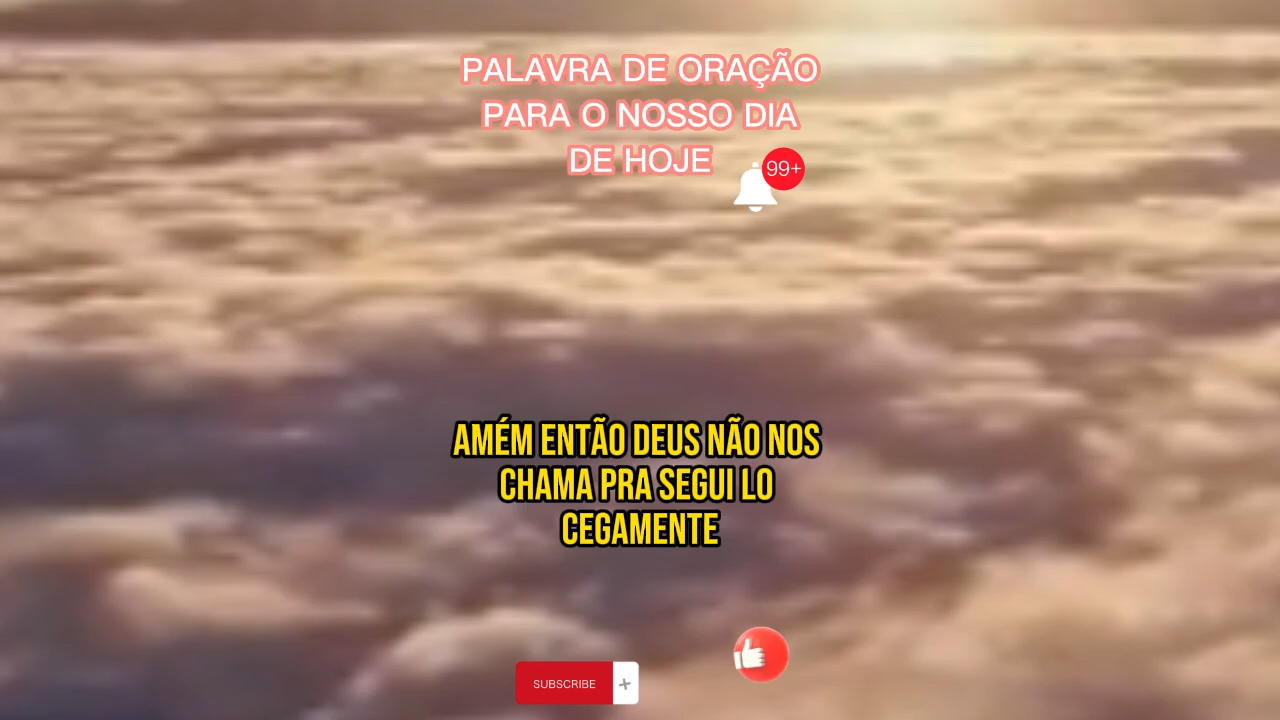 PALAVRA DE ORAÇÃO
PARA O NOSSO DIA
DE HOJE
99+
AMÉM ENTÃO DEUS NÃO NOS
CHAMA PRA SEGUI LO
CEGAMENTE
SUBSCRIBE +